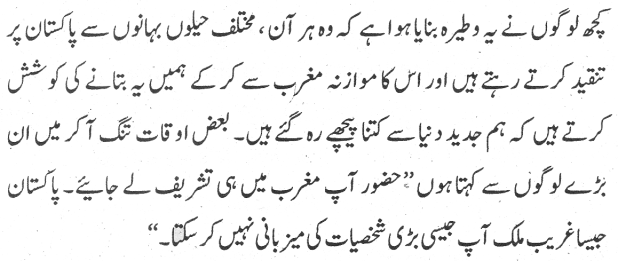 کچھ لوگوں نے یہ وطیرہ بنایا ہوا ہے کہ وہ ہر آن، مختلف حیلوں بہانوں سے پاکستان پر
تنقید کرتے رہتے ہیں اور اس کا موازنہ مغرب سے کر کے ہمیں یہ بتانے کی کوشش
کرتے ہیں کہ ہم جدید دنیا سے کتنا پیچھے رہ گئے ہیں۔ بعض اوقات تنگ آ کر میں ان
بڑے لوگوں سے کہتا ہوں ”حضور آپ مغرب میں ہی تشریف لے جایئے۔ پاکستان
جیسا غریب ملک آپ جیسی بڑی شخصیات کی میزبانی نہیں کر سکتا۔“